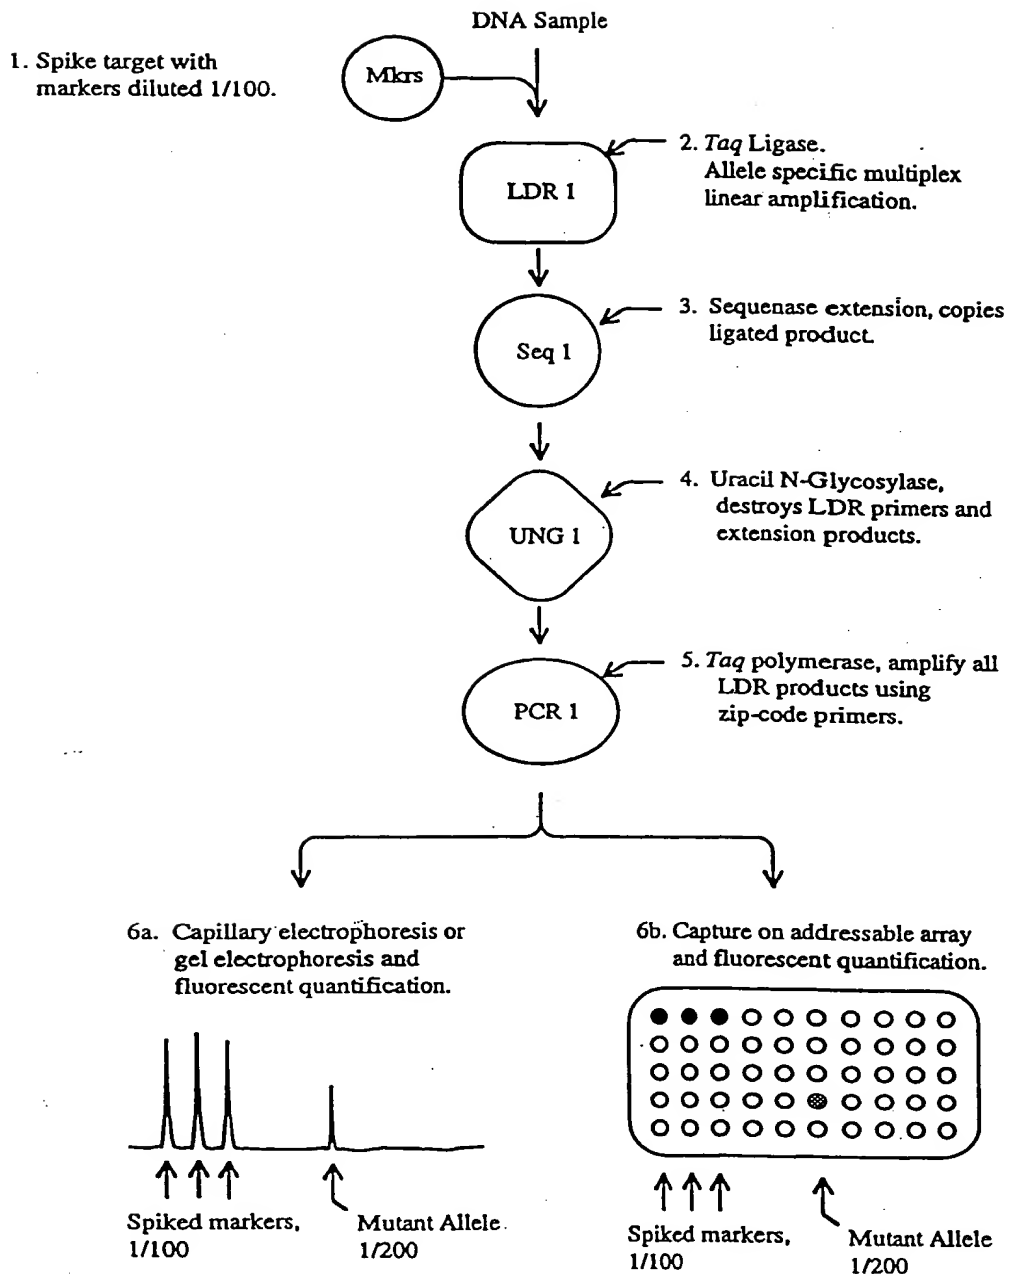 DNA Sample
1. Spike target with
markers diluted 1/100.
Mkrs
2. Taq Ligase.
Allele specific multiplex
linear amplification.
LDR 1
3. Sequenase extension, copies
ligated product.
Seq 1
4. Uracil N-Glycosylase,
destroys LDR primers and
extension products.
UNG 1
5. Taq polymerase, amplify all
LDR products using
zip-code primers.
PCR 1
6a. Capillary electrophoresis or
gel electrophoresis and
fluorescent quantification.
6b. Capture on addressable array
and fluorescent quantification.
Spiked markers,
1/100
Mutant Allele
1/200
Spiked markers,
1/100
Mutant Allele
1/200